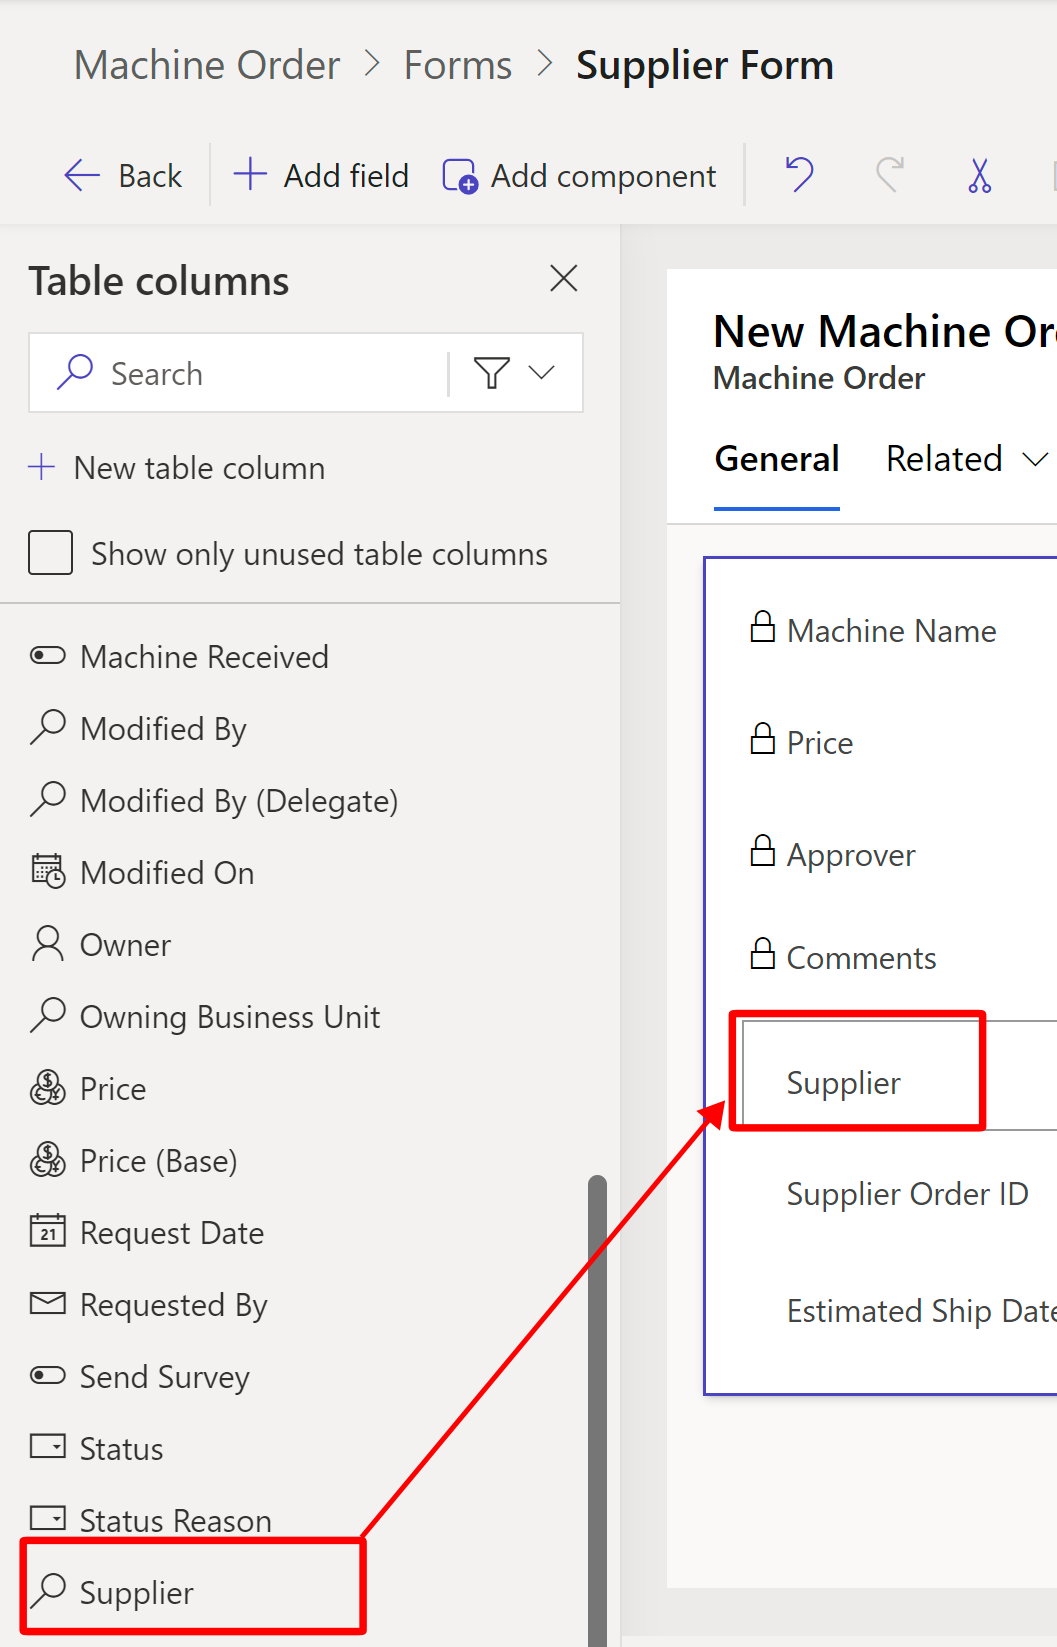 Machine Order > Forms > Supplier Form
Back
Add field
Add component
Table columns
Search
New table column
Show only unused table columns
Machine Received
Modified By
Modified By (Delegate)
Modified On
Owner
Owning Business Unit
Price
Price (Base)
21
Request Date
Requested By
Send Survey
Status
Status Reason
Supplier
New Machine Or
Machine Order
General
Related
Machine Name
Price
Approver
Comments
Supplier
Supplier Order ID
Estimated Ship Date